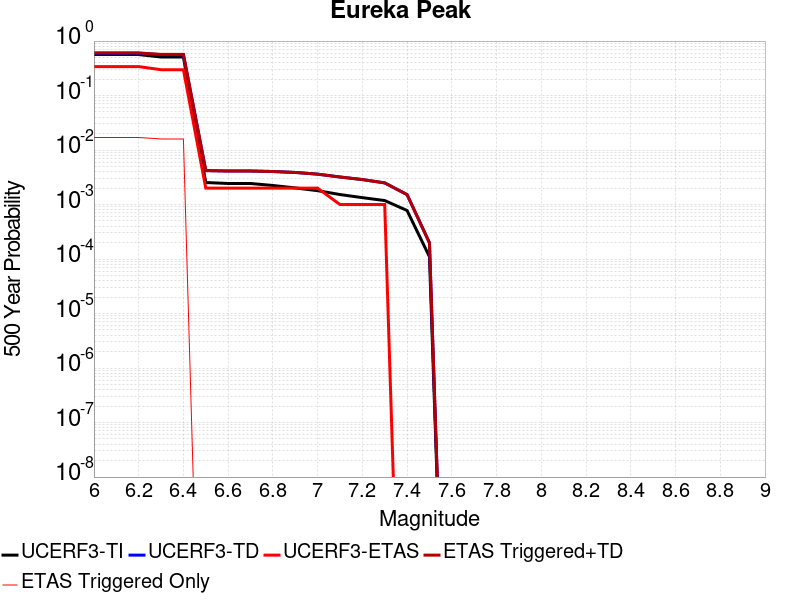 Eureka Peak
10^0
10^-1
10^-2
10^-3
10^-4
10^-5
10^-6
10^-7
10^-8
500 Year Probability
6 6.2 6.4 6.6 6.8 7 7.2 7.4 7.6 7.8 8 8.2 8.4 8.6 8.8 9
Magnitude
UCERF3-TI UCERF3-TD UCERF3-ETAS ETAS Triggered+TD
ETAS Triggered Only